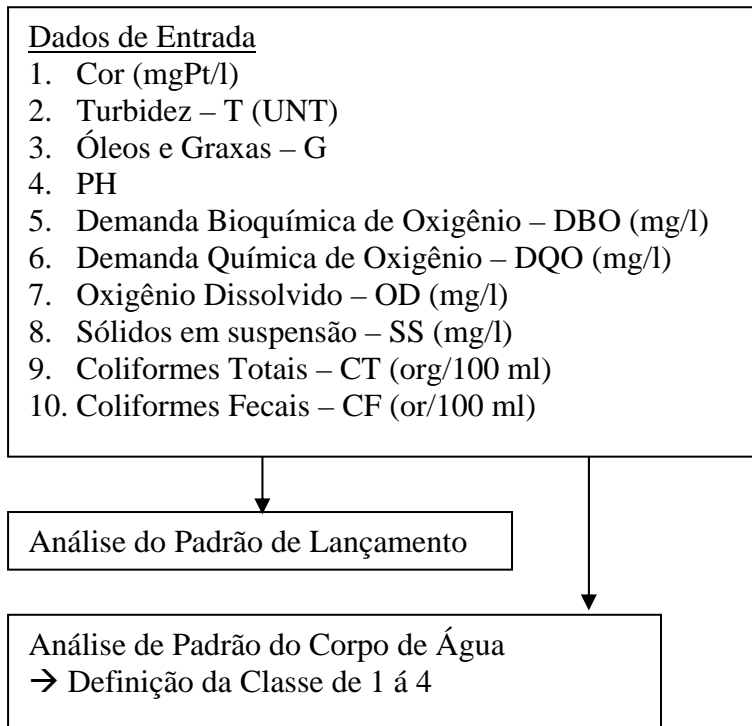 Dados de Entrada
1. Cor (mgPt/l)
2. Turbidez – T (UNT)
3. Óleos e Graxas – G
4. PH
5. Demanda Bioquímica de Oxigênio – DBO (mg/l)
6. Demanda Química de Oxigênio – DQO (mg/l)
7. Oxigênio Dissolvido – OD (mg/l)
8. Sólidos em suspensão – SS (mg/l)
9. Coliformes Totais – CT (org/100 ml)
10. Coliformes Fecais – CF (or/100 ml)
Análise do Padrão de Lançamento
Análise de Padrão do Corpo de Água
→ Definição da Classe de 1 á 4